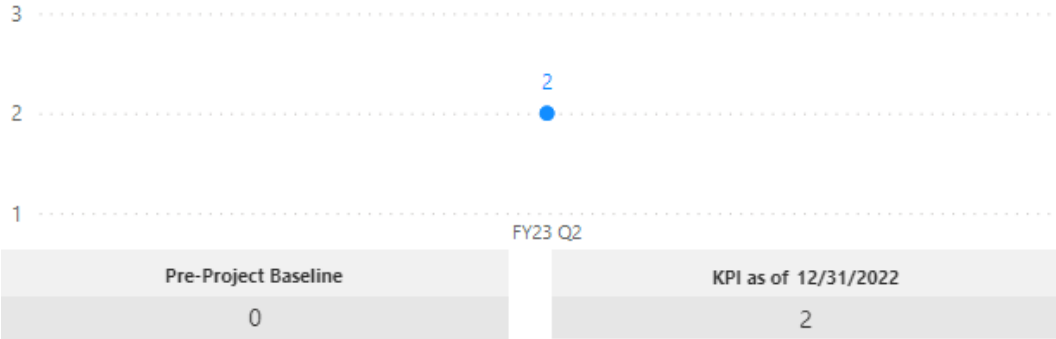 3
2
2
1
FY23 Q2
Pre-Project Baseline
KPI as of 12/31/2022
0
2